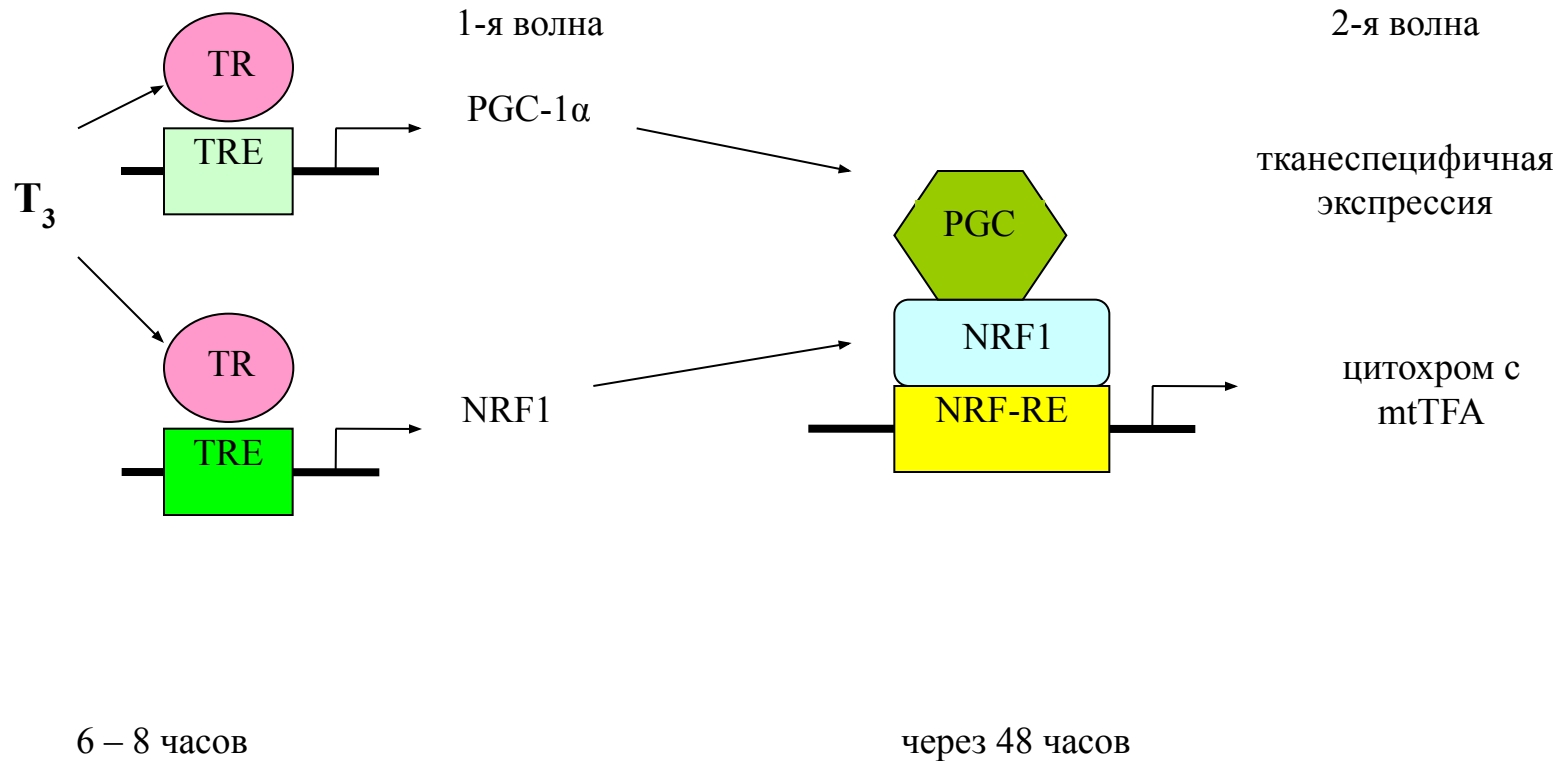 1-я волна
2-я волна
TR
PGC-1α
TRE
тканеспецифичная
экспрессия
T₃
PGC
TR
NRF1
цитохром с
mtTFA
NRF1
NRF-RE
TRE
6 – 8 часов
через 48 часов